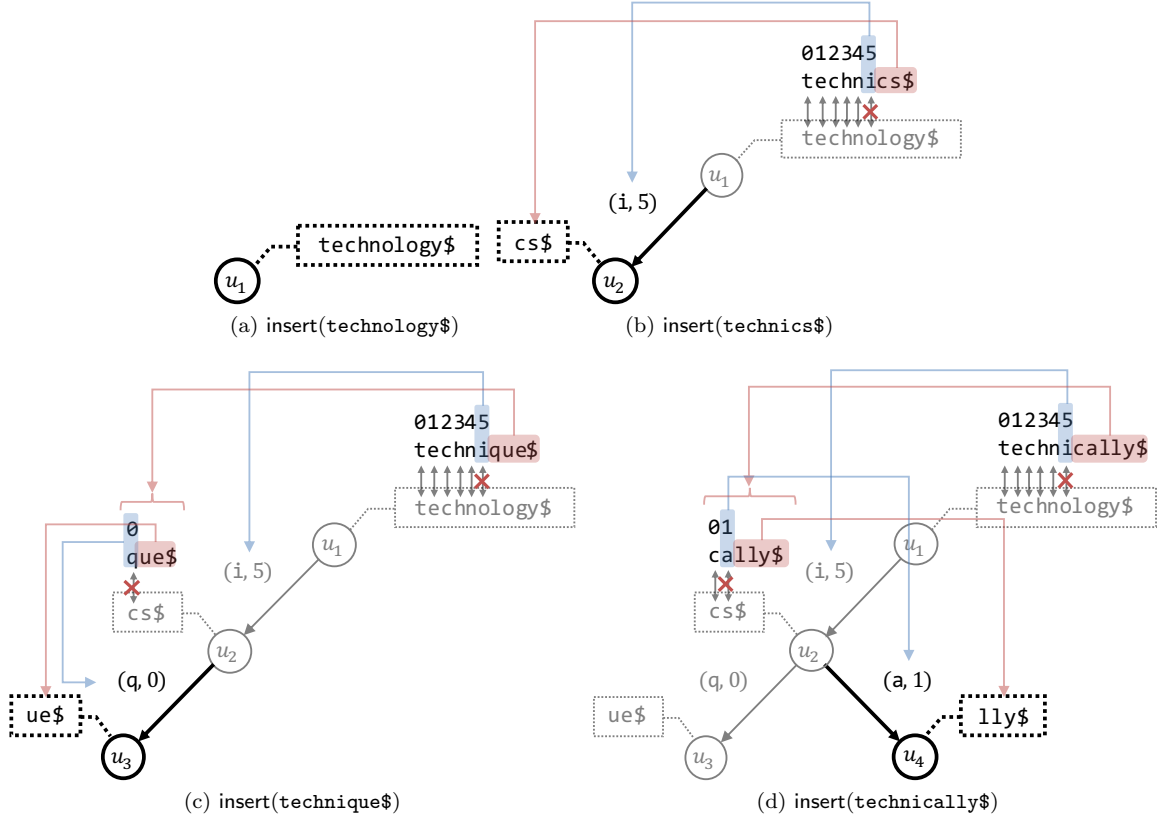 012345
technics$
technology$
u1
(i, 5)
technology$
cs$
u1
u2
(a) insert(technology$)
(b) insert(technics$)
012345
technique$
technology$
0
que$
u1
(i, 5)
cs$
u2
(q, 0)
ue$
u3
(c) insert(technique$)
012345
technically$
technology$
01
cally$
u1
(i, 5)
cs$
u2
(q, 0)
(a, 1)
ue$
lly$
u3
u4
(d) insert(technically$)